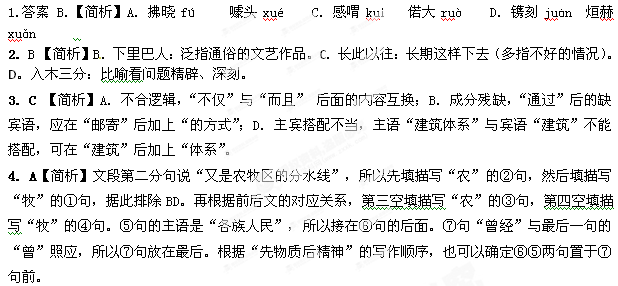 1.答案 B.【简析】A. 拂晓 fú 噱头 xué C. 感喟 kuì 偌大 ruò D. 镌刻 juān 烜赫
xuǎn
2. B【简析】B. 下里巴人：泛指通俗的文艺作品。C. 长此以往：长期这样下去（多指不好的情况）。
D。入木三分：比喻看问题精辟、深刻。
3. C 【简析】A. 不合逻辑，“不仅”与“而且” 后面的内容互换；B. 成分残缺，“通过”后的缺
宾语，应在“邮寄”后加上“的方式”；D. 主宾搭配不当，主语“建筑体系”与宾语“建筑”不能
搭配，可在“建筑”后加上“体系”。
4. A【简析】文段第二分句说“又是农牧区的分水线”，所以先填描写“农”的②句，然后填描写
“牧”的①句，据此排除 BD。再根据前后文的对应关系，第三空填描写“农”的③句，第四空填描
写“牧”的④句。⑤句的主语是“各族人民”，所以接在⑥句的后面。⑦句“曾经”与最后一句的
“曾”照应，所以⑦句放在最后。根据“先物质后精神”的写作顺序，也可以确定⑥⑤两句置于⑦
句前。